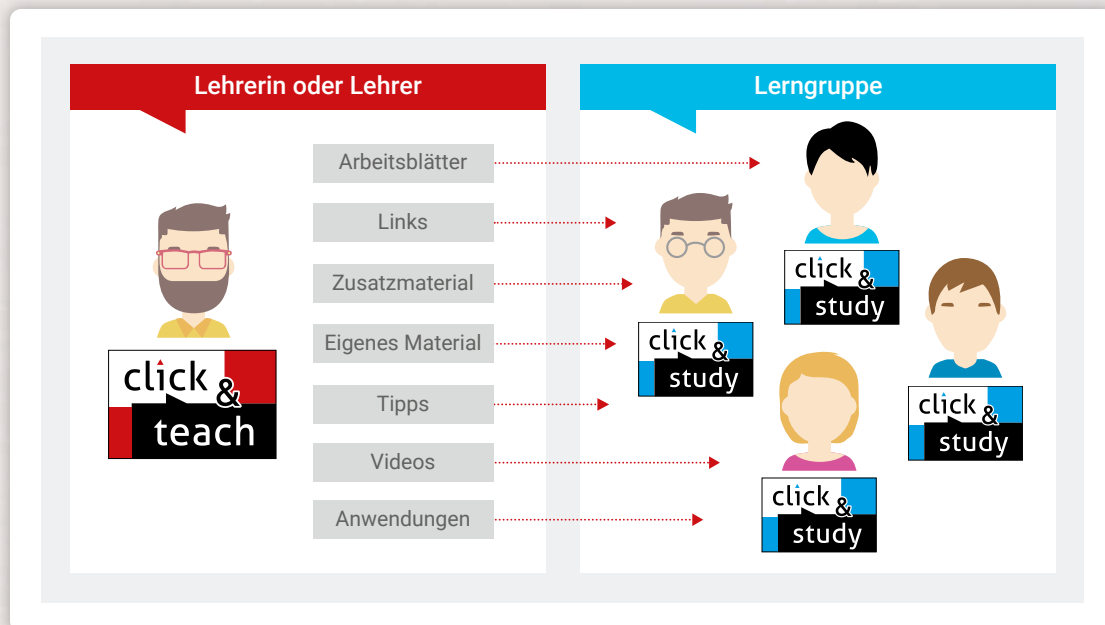 Lehrerin oder Lehrer
Arbeitsblätter
Links
Zusatzmaterial
Eigenes Material
Tipps
Videos
Anwendungen
click &
teach
Lerngruppe
click &
study
click &
study
click &
study
click &
study